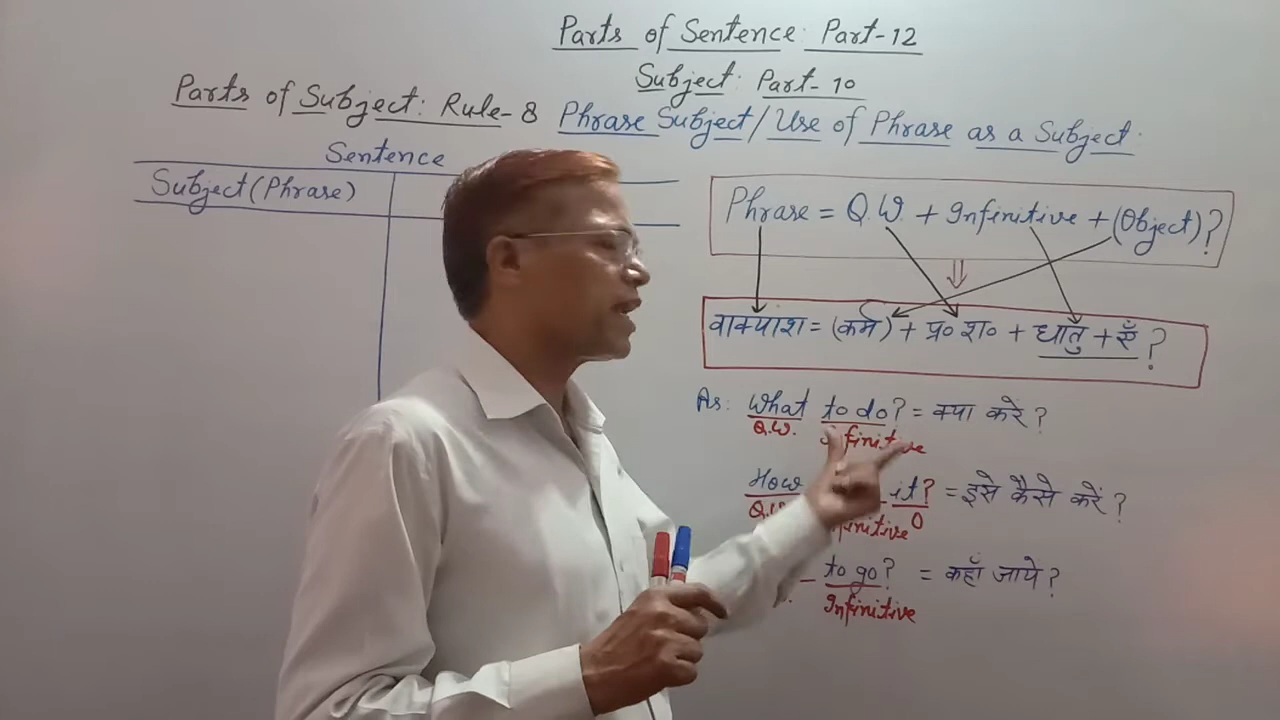 Parts of Sentence: Part-12
Subject: Part-10
Parts of Subject: Rule-8 Phrase Subject/Use of Phrase as a Subject:
Sentence
Subject (Phrase)
Phrase = Q.W. + Infinitive + (Object)?
वाक्यांश = (कर्म) + प्र० श० + धातु + एँ ?
As: What to do? = क्या करें ?
Q.W. Infinitive
How it? = इसे कैसे करें ?
Q.W. Infinitive O
to go? = कहाँ जाये ?
Infinitive